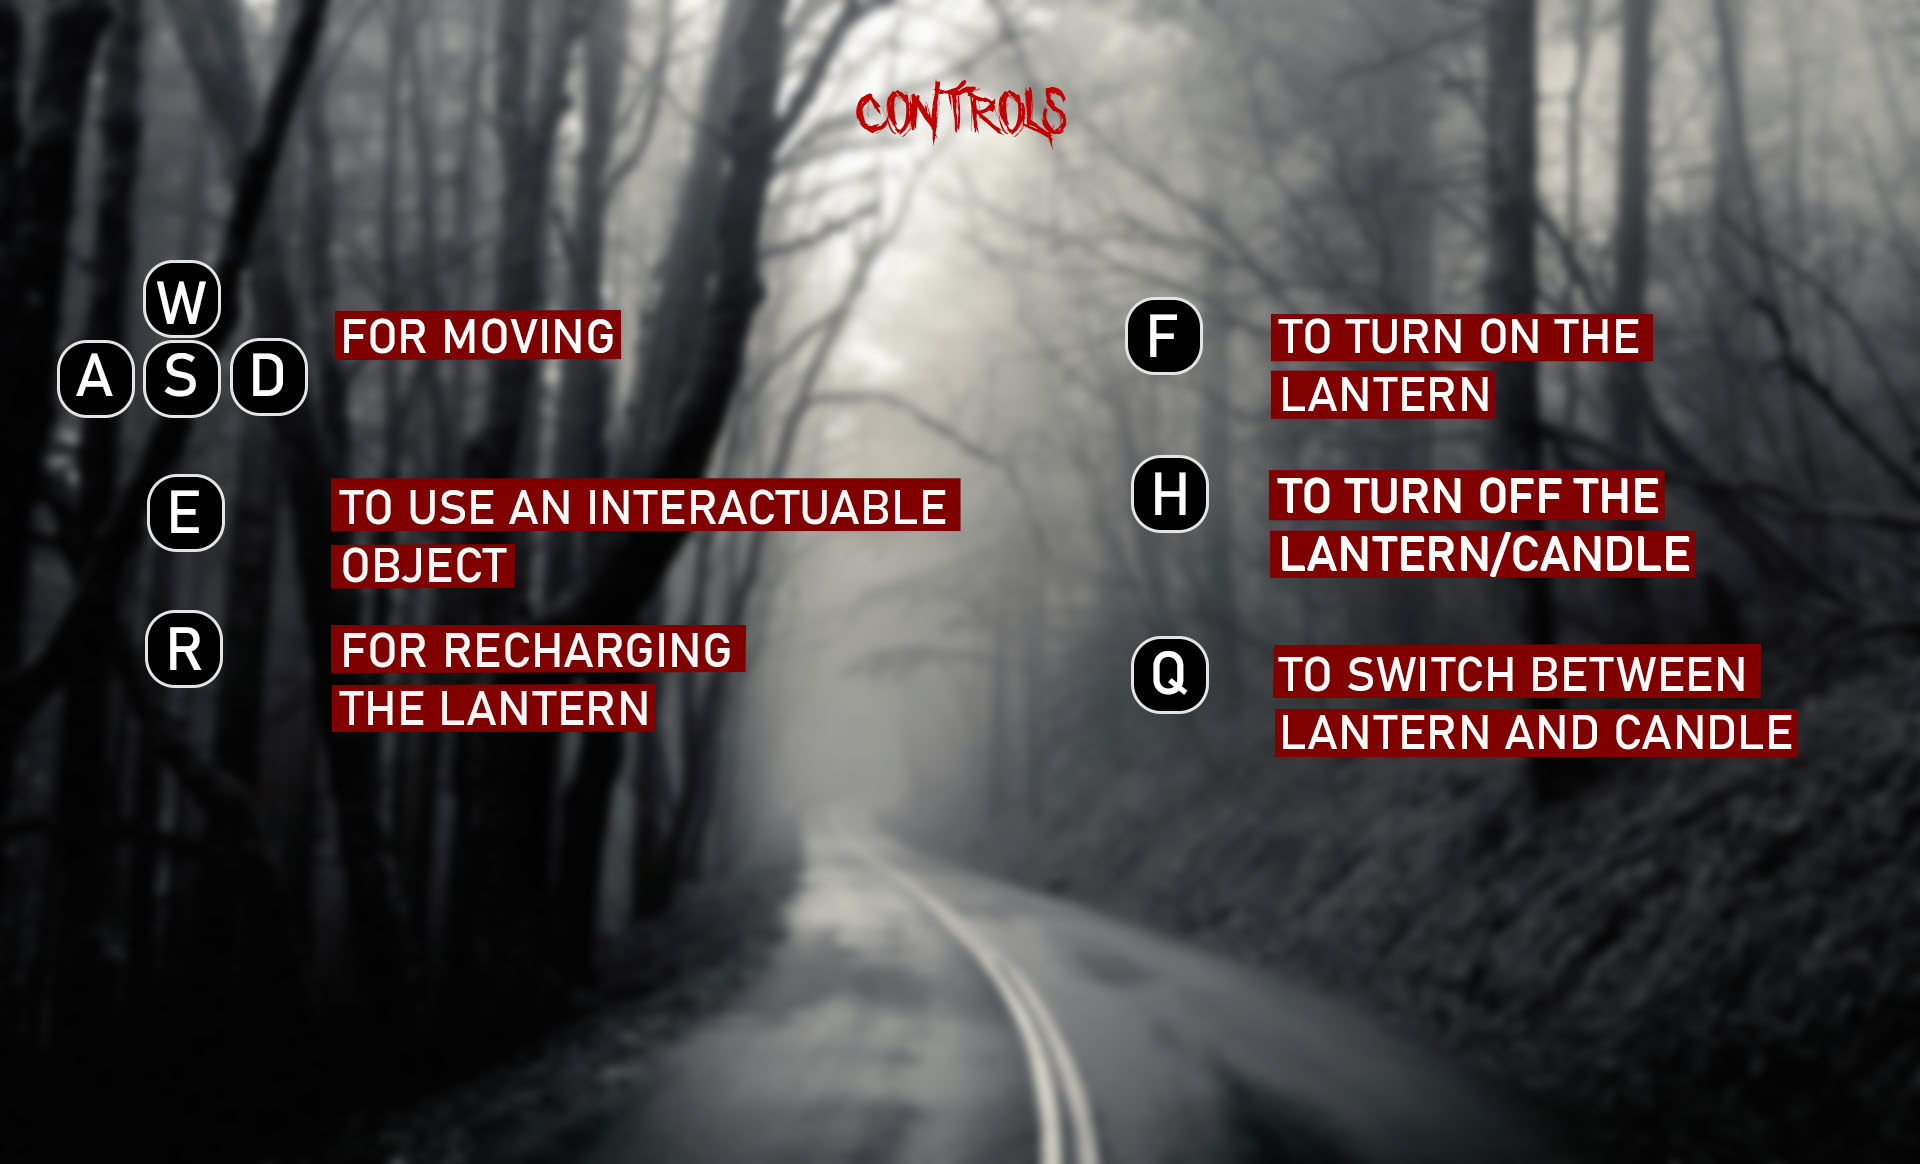 CONTROLS
W
A S D
FOR MOVING
E
TO USE AN INTERACTUABLE
OBJECT
R
FOR RECHARGING
THE LANTERN
F
TO TURN ON THE
LANTERN
H
TO TURN OFF THE
LANTERN/CANDLE
Q
TO SWITCH BETWEEN
LANTERN AND CANDLE